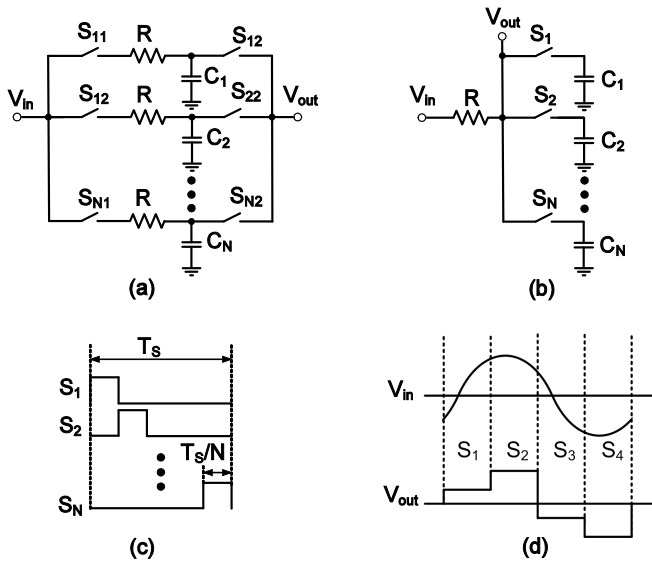 S11 R S12
C1
Vin S12 R S22 Vout
C2
SN1 R SN2
CN
(a)
Vout
S1
C1
Vin R S2
C2
SN
CN
(b)
TS
S1
S2
TS/N
SN
(c)
Vin
S1 S2 S3 S4
Vout
(d)